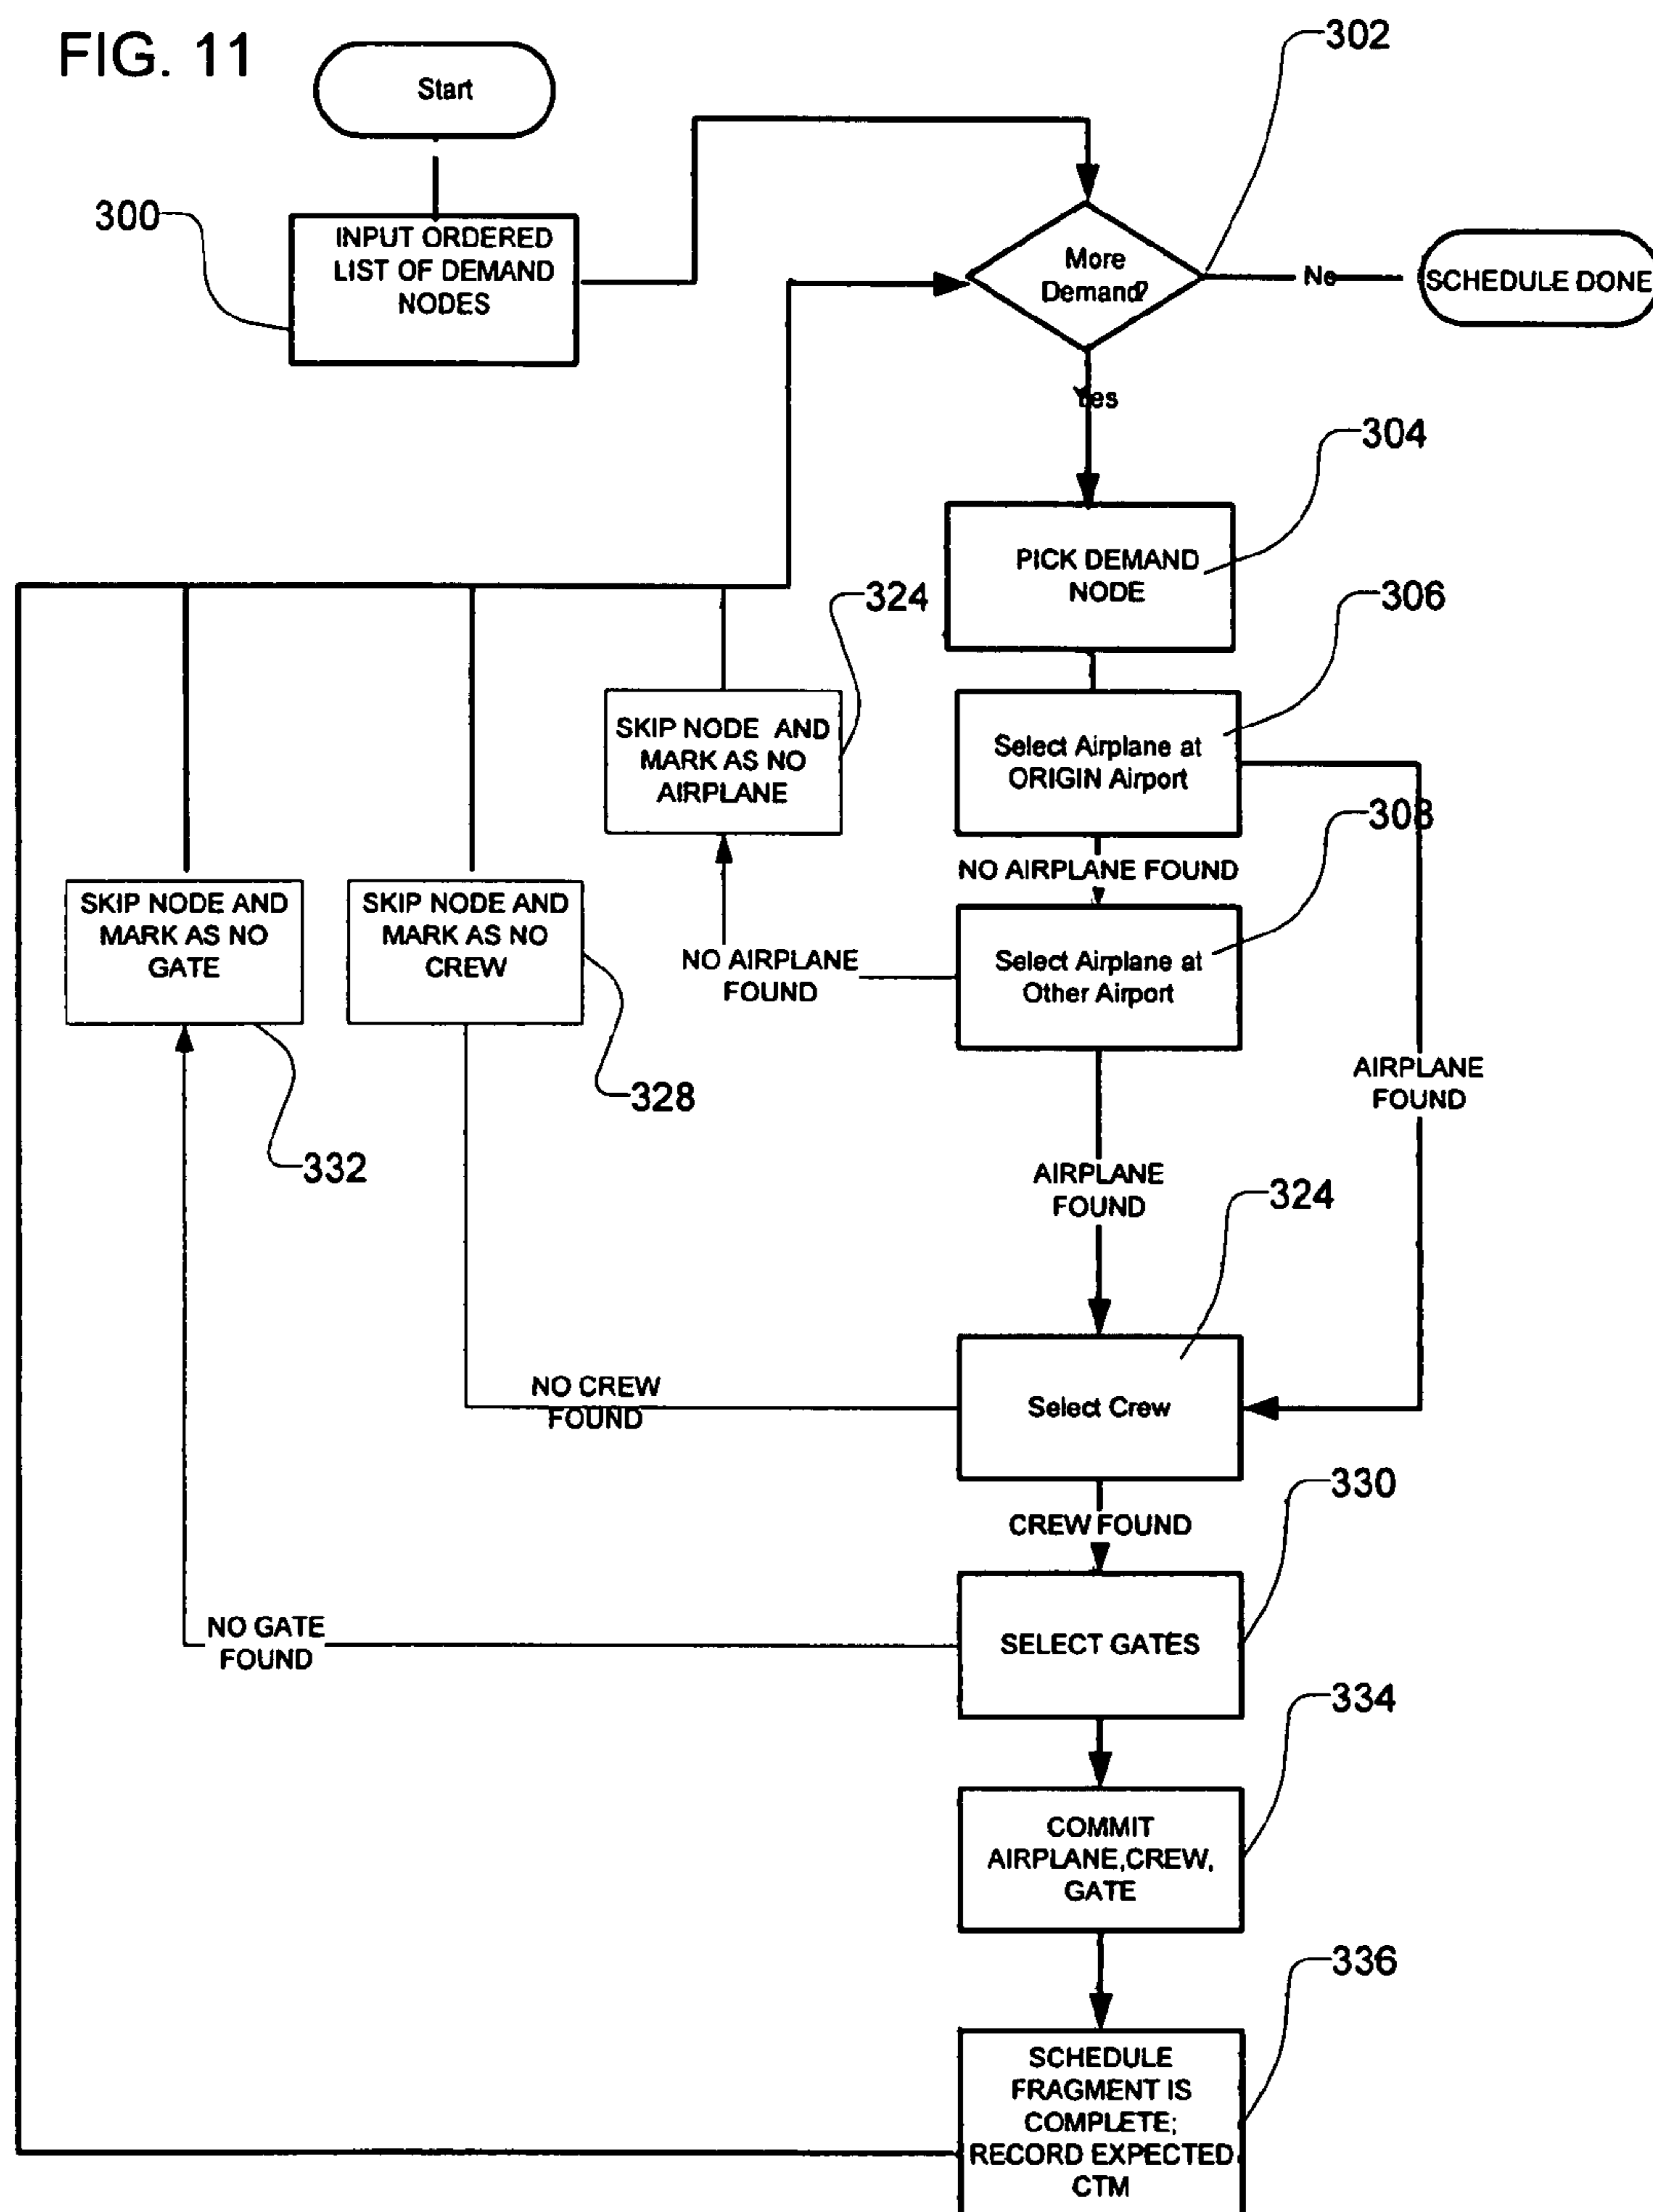 FIG. 11
Start
302
300
INPUT ORDERED
LIST OF DEMAND
NODES
More
Demand?
No
SCHEDULE DONE
Yes
304
PICK DEMAND
NODE
324
306
SKIP NODE AND
MARK AS NO
AIRPLANE
Select Airplane at
ORIGIN Airport
308
NO AIRPLANE FOUND
SKIP NODE AND
MARK AS NO
GATE
SKIP NODE AND
MARK AS NO
CREW
NO AIRPLANE
FOUND
Select Airplane at
Other Airport
AIRPLANE
FOUND
328
332
AIRPLANE
FOUND
324
NO CREW
FOUND
Select Crew
330
CREW FOUND
NO GATE
FOUND
SELECT GATES
334
COMMIT
AIRPLANE,CREW,
GATE
336
SCHEDULE
FRAGMENT IS
COMPLETE;
RECORD EXPECTED
CTM